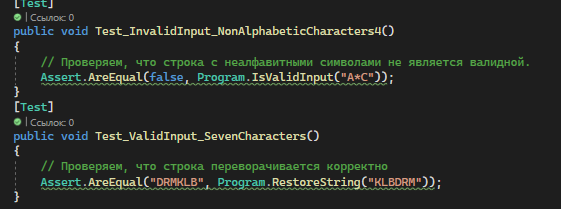 [Test]
| Ссылок: 0
public void Test_InvalidInput_NonAlphabeticCharacters4()
{
// Проверяем, что строка с неалфавитными символами не является валидной.
Assert.AreEqual(false, Program.IsValidInput("A*C"));
}
[Test]
| Ссылок: 0
public void Test_ValidInput_SevenCharacters()
{
// Проверяем, что строка переворачивается корректно
Assert.AreEqual("DRMKLB", Program.RestoreString("KLBDRM"));
}